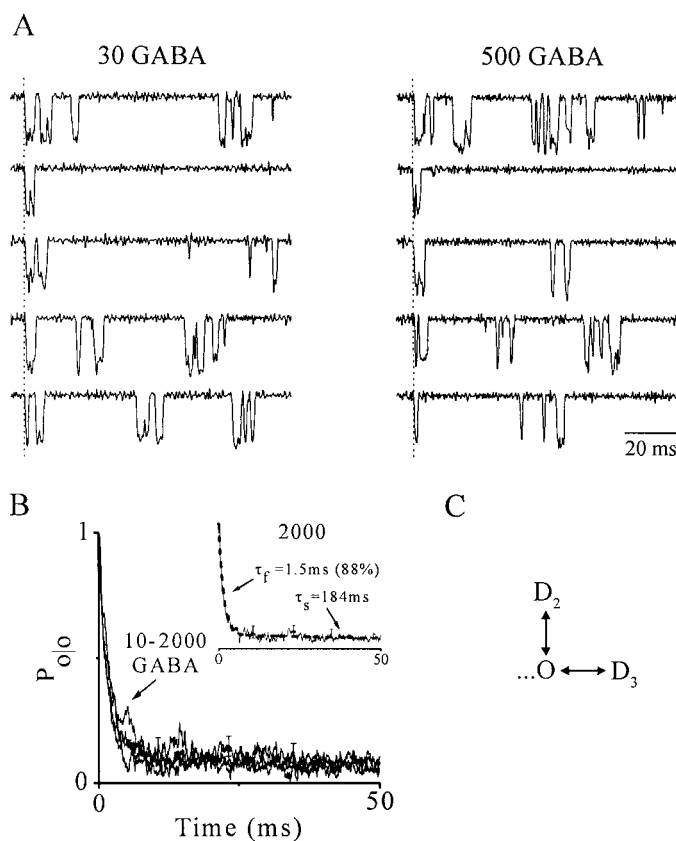 A
30 GABA
500 GABA
20 ms
B
1
P o|o
0
10-2000
GABA
0
50
Time (ms)
2000
τf =1.5ms (88%)
τs=184ms
0
50
C
D2
...O
D3